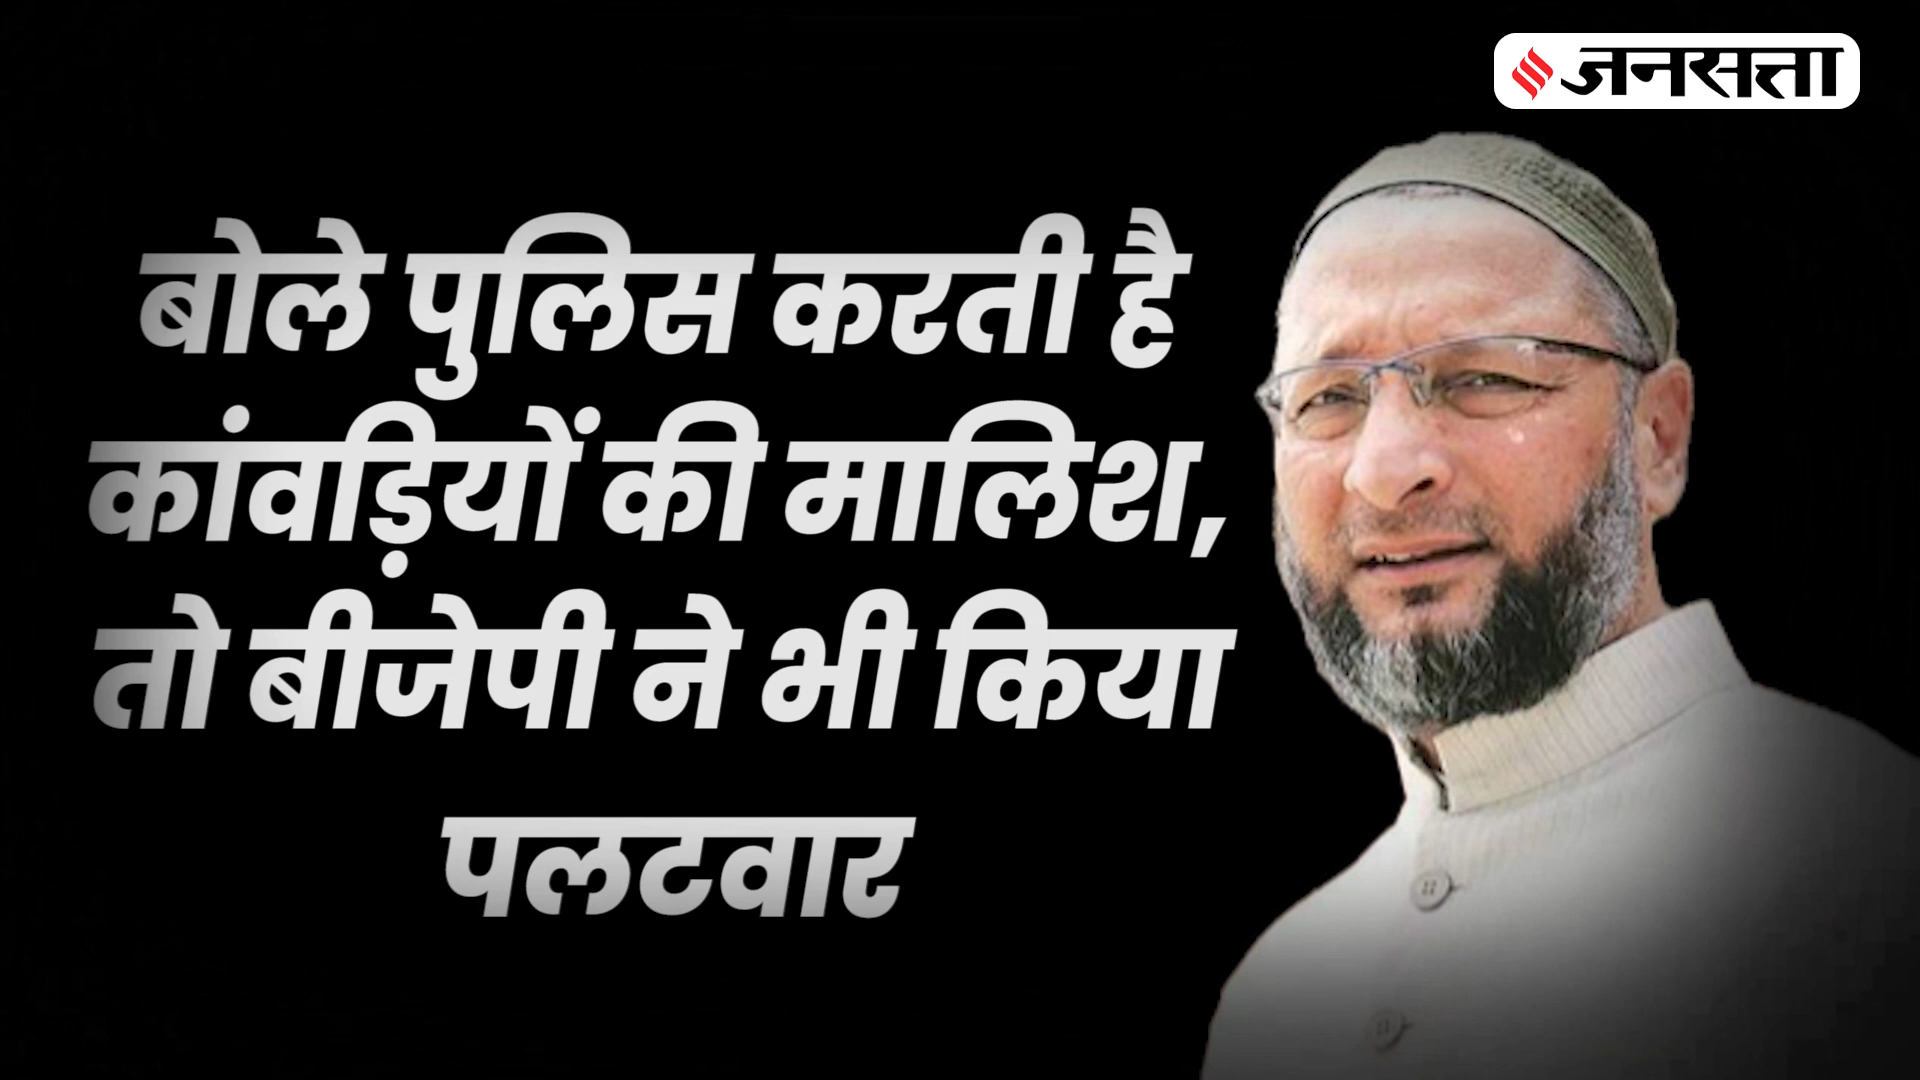 जनसत्ता
बोले पुलिस करती है
कांवड़ियों की मालिश,
तो बीजेपी ने भी किया
पलटवार